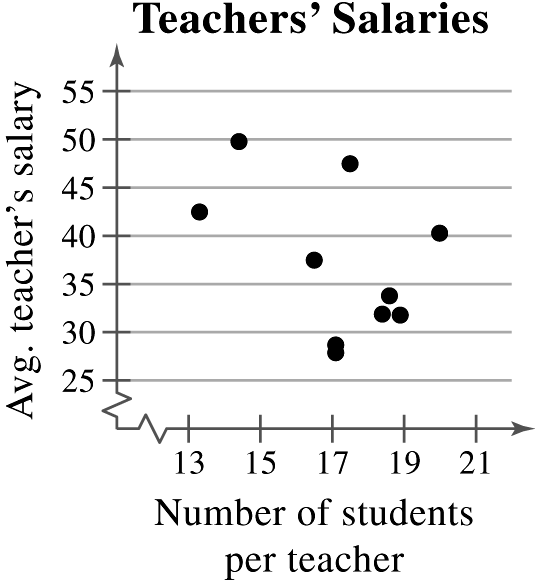 Teachers' Salaries
Avg. teacher's salary
55
50
45
40
35
30
25
13 15 17 19 21
Number of students
per teacher